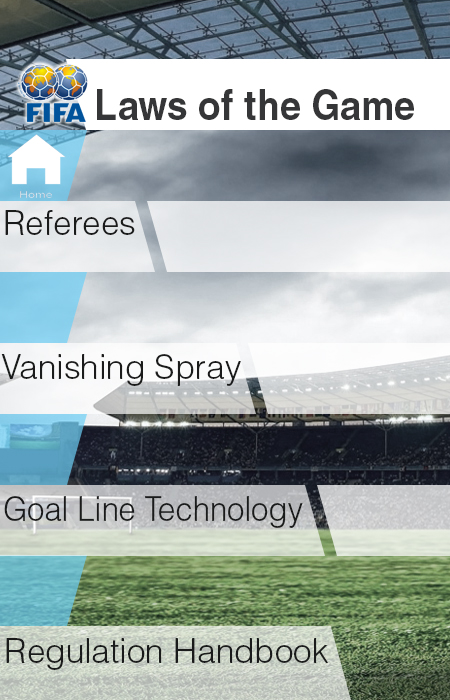 FIFA
Laws of the Game
Home
Referees
Vanishing Spray
Goal Line Technology
Regulation Handbook